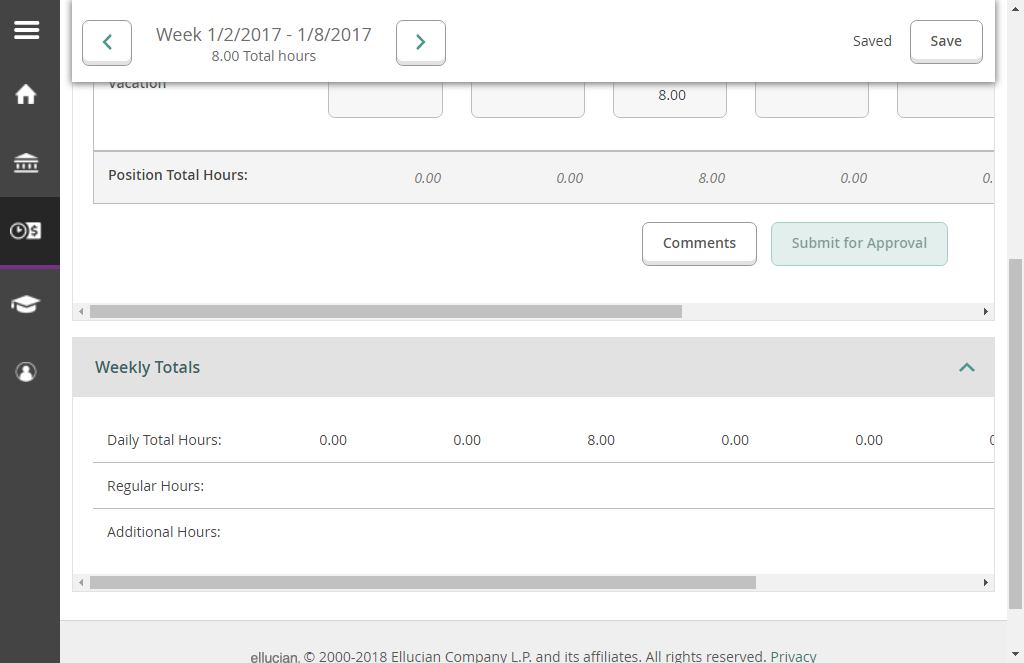 Week 1/2/2017 - 1/8/2017
8.00 Total hours
Saved
Save
Vacation
8.00
Position Total Hours: 0.00 0.00 8.00 0.00 0.
Comments
Submit for Approval
Weekly Totals
Daily Total Hours: 0.00 0.00 8.00 0.00 0.00
Regular Hours:
Additional Hours:
ellucian. © 2000-2018 Ellucian Company L.P. and its affiliates. All rights reserved. Privacy